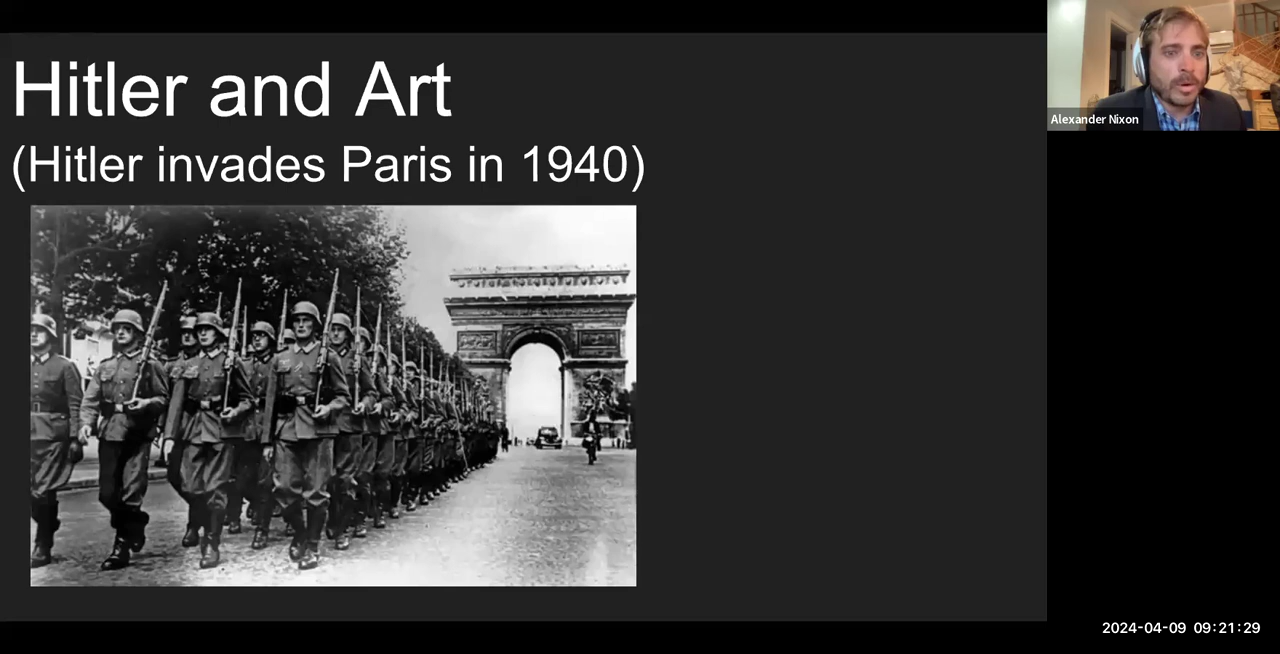 Hitler and Art
(Hitler invades Paris in 1940)
Alexander Nixon
2024-04-09 09:21:29